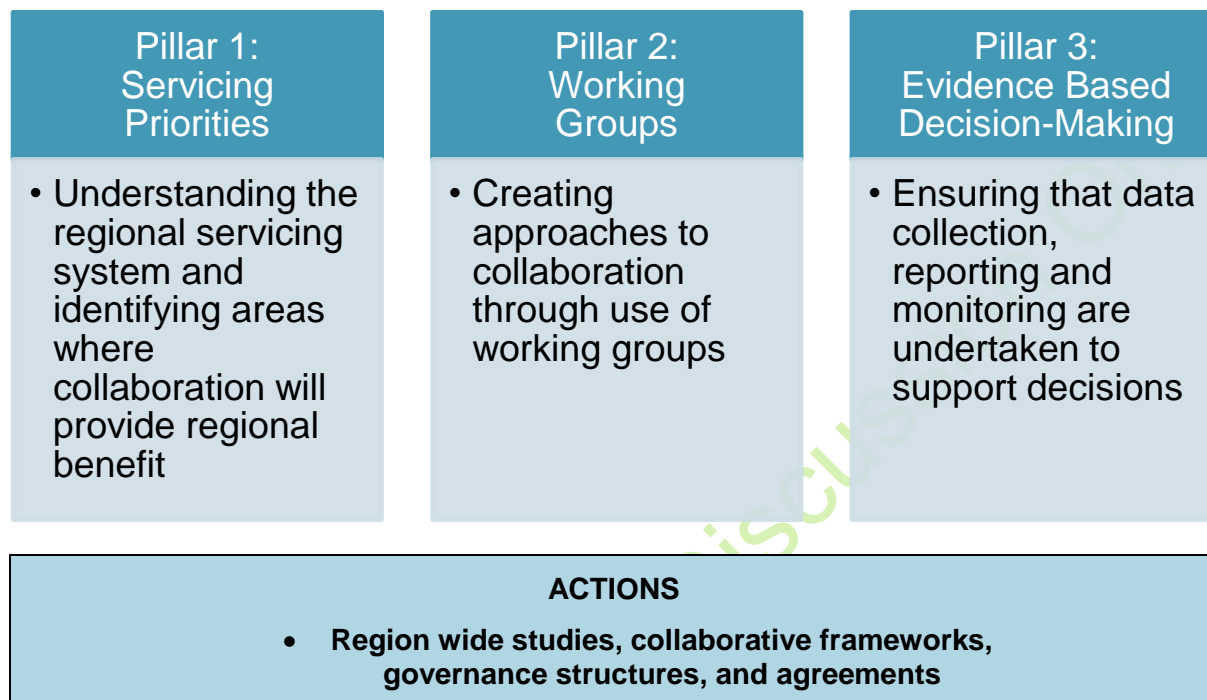 Pillar 1:
Servicing
Priorities
• Understanding the
regional servicing
system and
identifying areas
where
collaboration will
provide regional
benefit
Pillar 2:
Working
Groups
• Creating
approaches to
collaboration
through use of
working groups
Pillar 3:
Evidence Based
Decision-Making
• Ensuring that data
collection,
reporting and
monitoring are
undertaken to
support decisions
ACTIONS
• Region wide studies, collaborative frameworks,
governance structures, and agreements